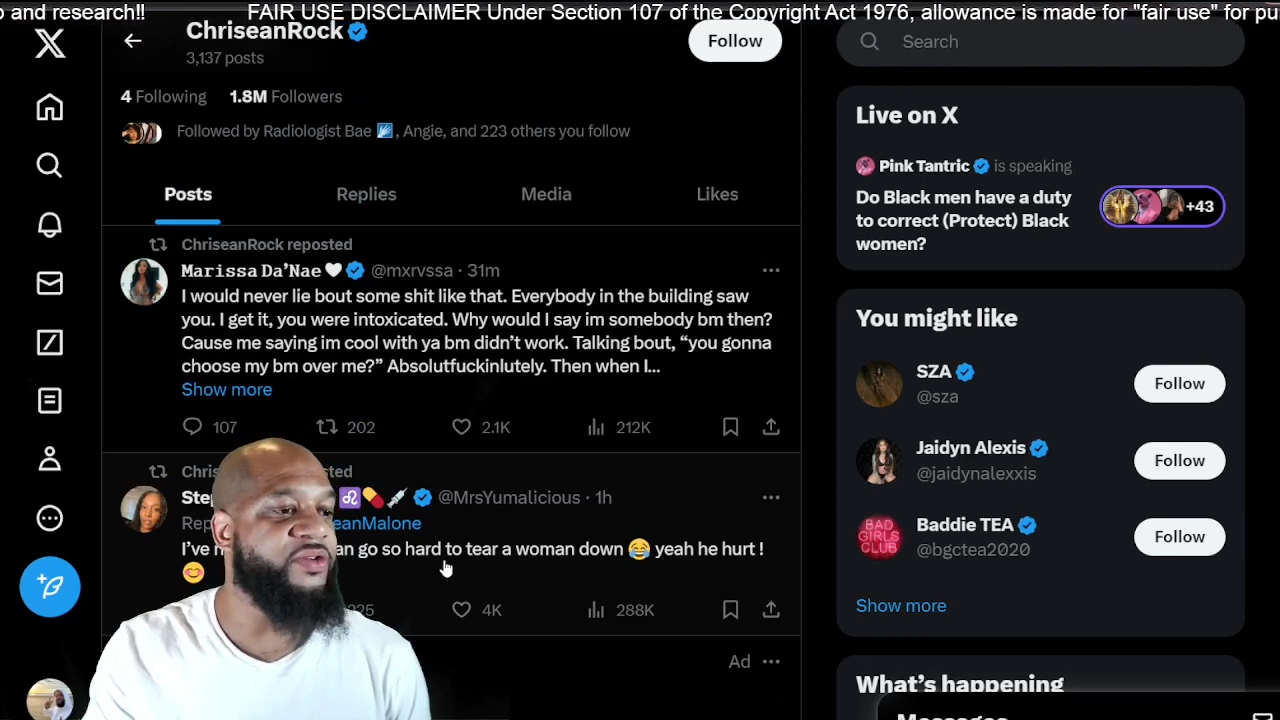 o and research!!
FAIR USE DISCLAIMER Under Section 107 of the Copyright Act 1976, allowance is made for "fair use" for pu
ChriseanRock
3,137 posts
Follow
4 Following 1.8M Followers
Followed by Radiologist Bae, Angie, and 223 others you follow
Posts Replies Media Likes
ChriseanRock reposted
Marissa Da'Nae🤍 @mxrvssa · 31m
I would never lie bout some shit like that. Everybody in the building saw
you. I get it, you were intoxicated. Why would I say im somebody bm then?
Cause me saying im cool with ya bm didn't work. Talking bout, “you gonna
choose my bm over me?” Absolutfuckinlutely. Then when I...
Show more
107 202 2.1K 212K
Chris sted
Ste ♌💊💉 @MrsYumalicious · 1h
Rep eanMalone
I've n an go so hard to tear a woman down 😂 yeah he hurt !
😊
225 4K 288K
Ad
Search
Live on X
Pink Tantric is speaking
Do Black men have a duty
to correct (Protect) Black
women?
+43
You might like
SZA
@sza
Follow
Jaidyn Alexis
@jaidynalexxis
Follow
BAD
GIRLS
CLUB
Baddie TEA
@bgctea2020
Follow
Show more
What's happening
Messages